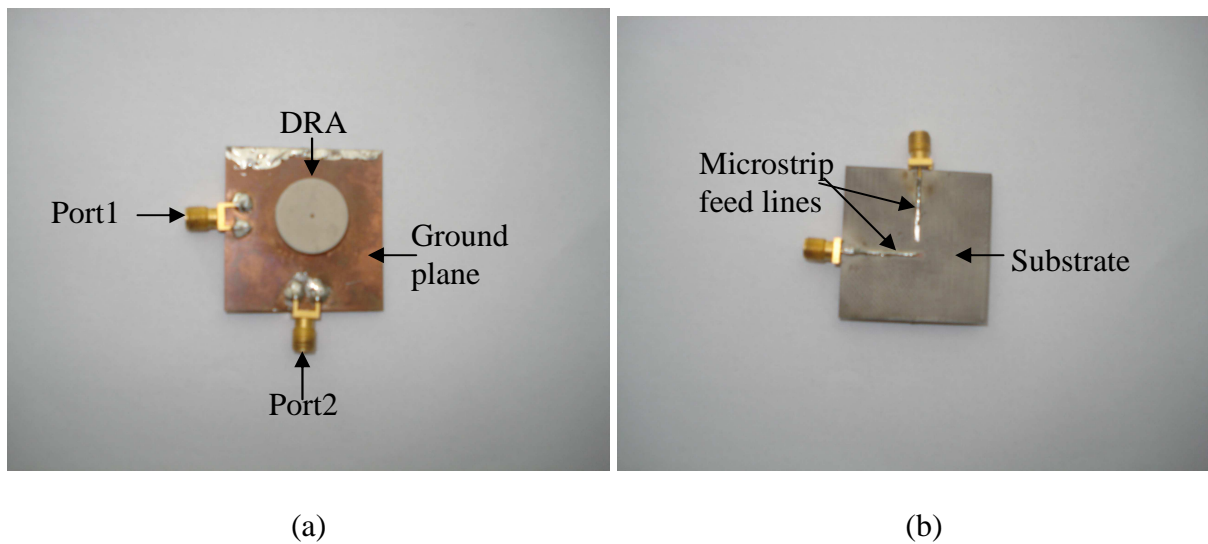 DRA
Port1
Ground
plane
Port2
Microstrip
feed lines
Substrate
(a)
(b)